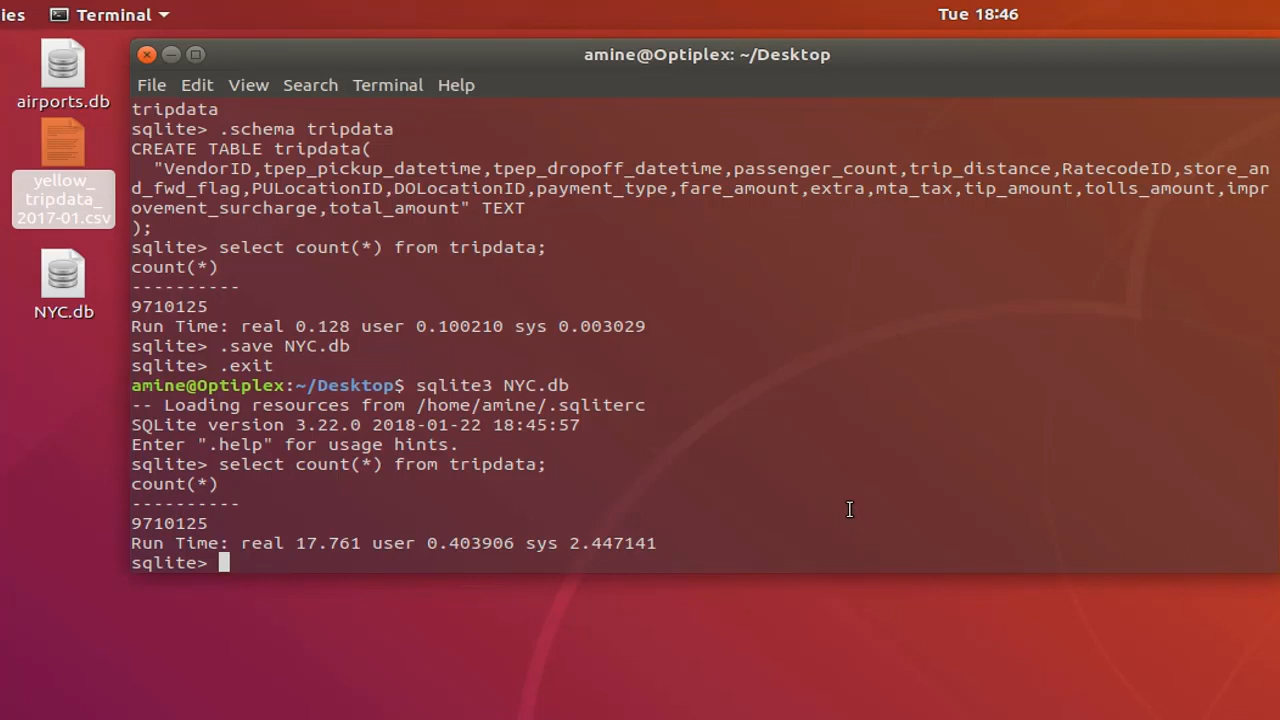 ies Terminal Tue 18:46
amine@Optiplex: ~/Desktop
File Edit View Search Terminal Help
airports.db
yellow_
tripdata_
2017-01.csv
NYC.db
tripdata
sqlite> .schema tripdata
CREATE TABLE tripdata(
  "VendorID,tpep_pickup_datetime,tpep_dropoff_datetime,passenger_count,trip_distance,RatecodeID,store_an
d_fwd_flag,PULocationID,DOLocationID,payment_type,fare_amount,extra,mta_tax,tip_amount,tolls_amount,impr
ovement_surcharge,total_amount" TEXT
);
sqlite> select count(*) from tripdata;
count(*)
----------
9710125
Run Time: real 0.128 user 0.100210 sys 0.003029
sqlite> .save NYC.db
sqlite> .exit
amine@Optiplex:~/Desktop$ sqlite3 NYC.db
-- Loading resources from /home/amine/.sqliterc
SQLite version 3.22.0 2018-01-22 18:45:57
Enter ".help" for usage hints.
sqlite> select count(*) from tripdata;
count(*)
----------
9710125
Run Time: real 17.761 user 0.403906 sys 2.447141
sqlite>